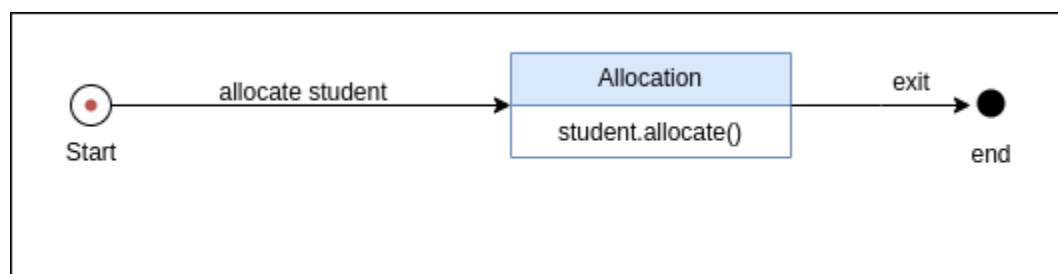 allocate student
Allocation
exit
student.allocate()
Start
end